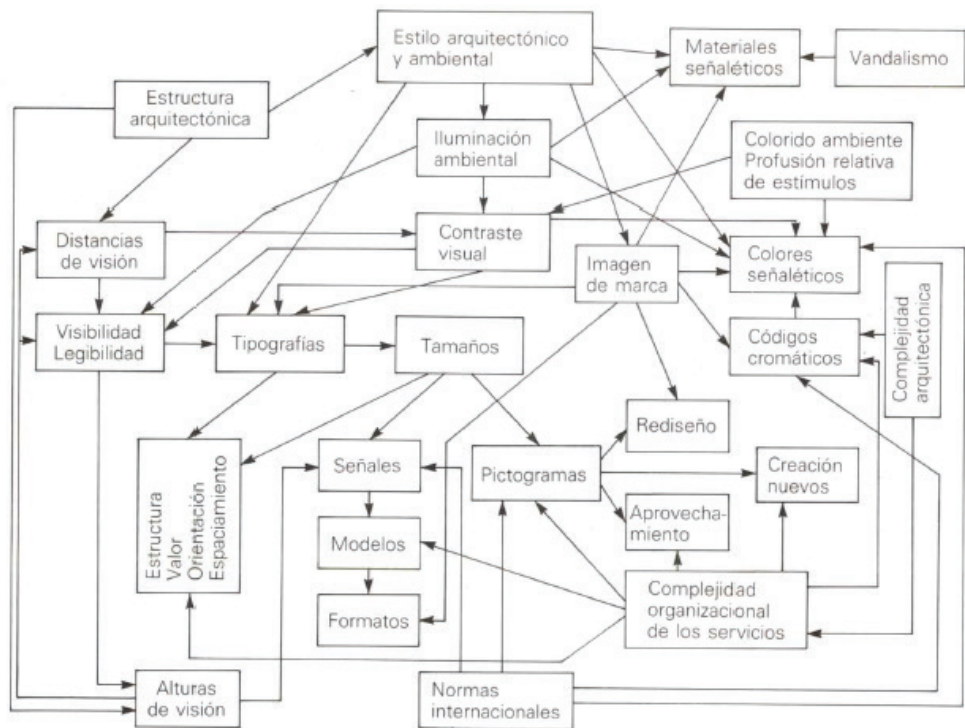 Estilo arquitectónico
y ambiental
Materiales
señaléticos
Vandalismo
Estructura
arquitectónica
Iluminación
ambiental
Colorido ambiente
Profusión relativa
de estímulos
Distancias
de visión
Contraste
visual
Imagen
de marca
Colores
señaléticos
Visibilidad
Legibilidad
Tipografías
Tamaños
Códigos
cromáticos
Complejidad
arquitectónica
Estructura
Valor
Orientación
Espaciamiento
Señales
Pictogramas
Rediseño
Creación
nuevos
Modelos
Aprovecha-
miento
Formatos
Complejidad
organizacional
de los servicios
Alturas
de visión
Normas
internacionales